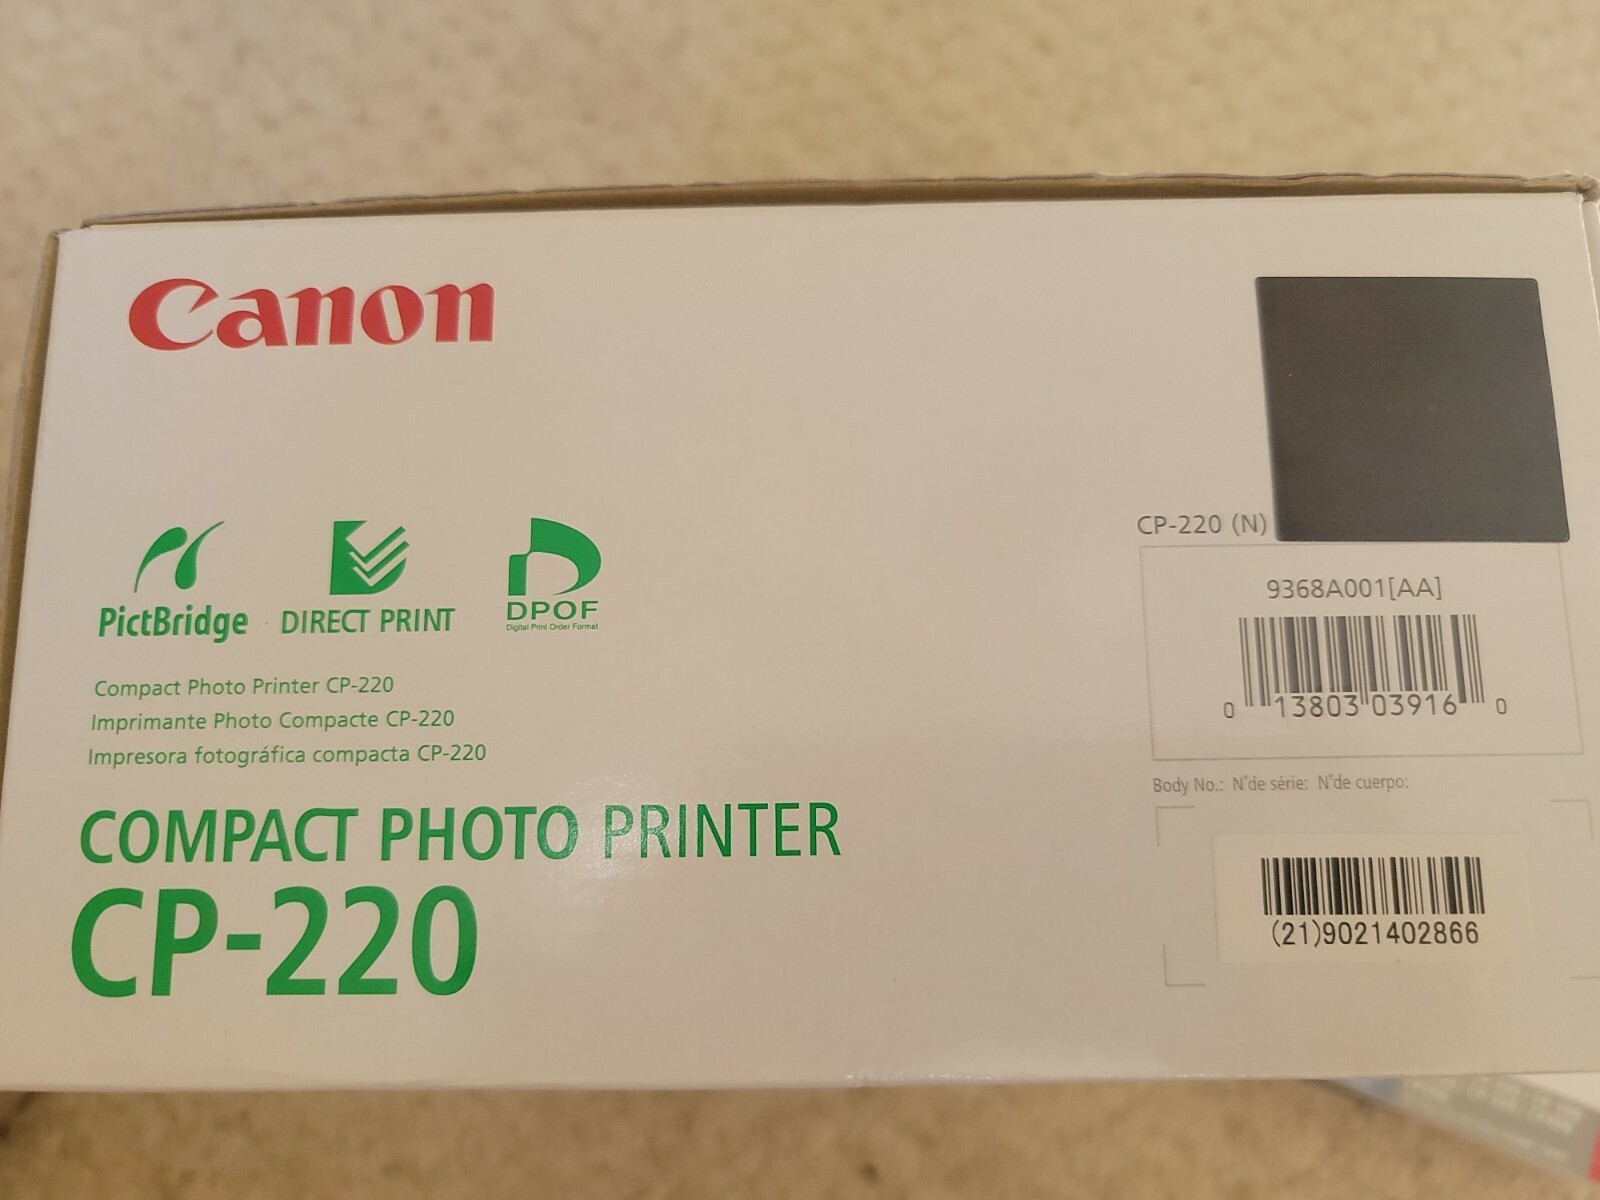 Canon
PictBridge
DIRECT PRINT
DPOF
Digital Print Order Format
Compact Photo Printer CP-220
Imprimante Photo Compacte CP-220
Impresora fotográfica compacta CP-220
COMPACT PHOTO PRINTER
CP-220
CP-220 (N)
9368A001[AA]
0 13803 03916 0
Body No.: N°de série: N°de cuerpo:
(21)9021402866